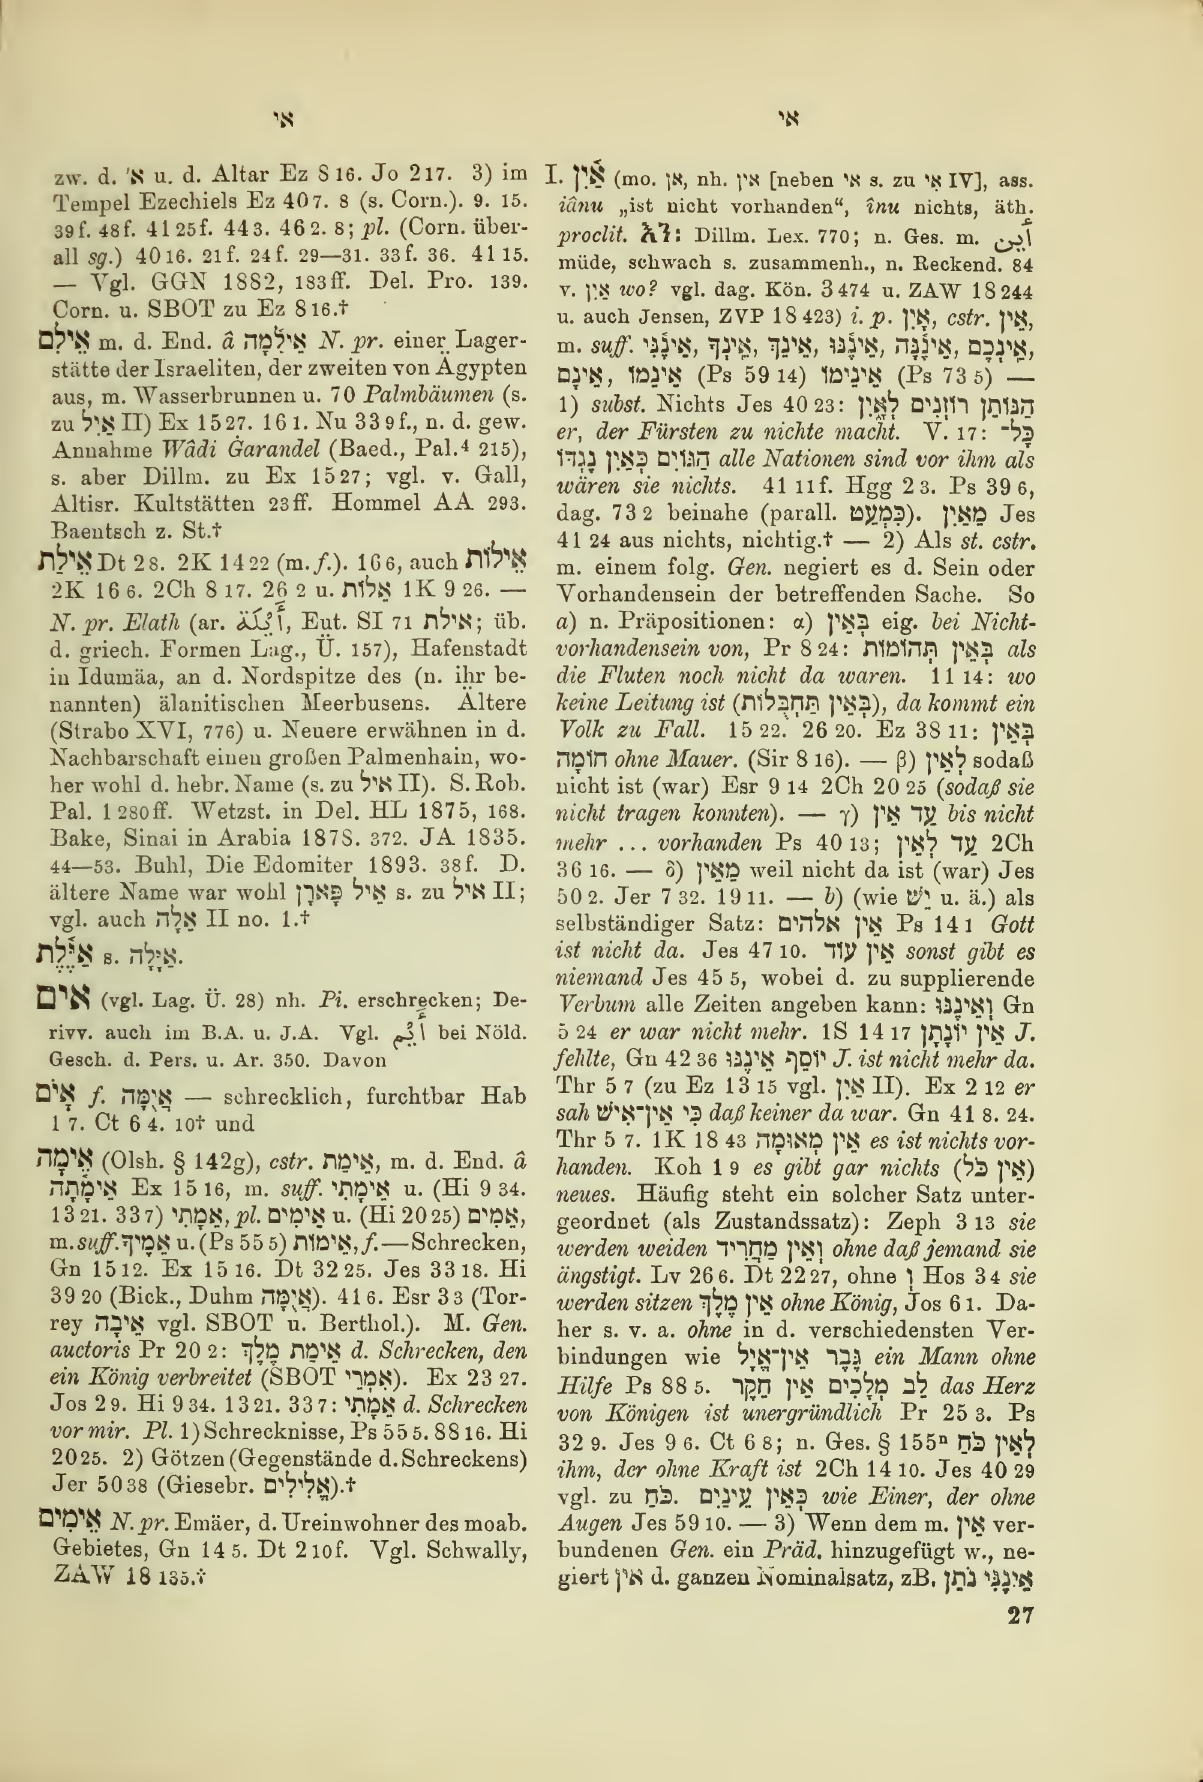 אי
אי
zw. d. 'א u. d. Altar Ez 8 16. Jo 2 17. 3) im
Tempel Ezechiels Ez 40 7. 8 (s. Corn.). 9. 15.
39 f. 48 f. 41 25 f. 44 3. 46 2. 8; pl. (Corn. über-
all sg.) 40 16. 21 f. 24 f. 29—31. 33 f. 36. 41 15.
— Vgl. GGN 1882, 183 ff. Del. Pro. 139.
Corn. u. SBOT zu Ez 8 16.†
אֵילִם m. d. End. â אֵילִ֫מָה N. pr. einer Lager-
stätte der Israeliten, der zweiten von Ägypten
aus, m. Wasserbrunnen u. 70 Palmbäumen (s.
zu אַיִל II) Ex 15 27. 16 1. Nu 33 9 f., n. d. gew.
Annahme Wâdi Ġarandel (Baed., Pal.⁴ 215),
s. aber Dillm. zu Ex 15 27; vgl. v. Gall,
Altisr. Kultstätten 23 ff. Hommel AA 293.
Baentsch z. St.†
אֵילַת Dt 2 8. 2K 14 22 (m. f.). 16 6, auch אֵילוֹת
2K 16 6. 2Ch 8 17. 26 2 u. אֵלוֹת 1K 9 26. —
N. pr. Elath (ar. أَيْلَة, Eut. SI 71 אילת; üb.
d. griech. Formen Lag., Ü. 157), Hafenstadt
in Idumäa, an d. Nordspitze des (n. ihr be-
nannten) älanitischen Meerbusens. Ältere
(Strabo XVI, 776) u. Neuere erwähnen in d.
Nachbarschaft einen großen Palmenhain, wo-
her wohl d. hebr. Name (s. zu אַיִל II). S. Rob.
Pal. 1 280 ff. Wetzst. in Del. HL 1875, 168.
Bake, Sinai in Arabia 1878. 372. JA 1835.
44—53. Buhl, Die Edomiter 1893. 38 f. D.
ältere Name war wohl אֵיל פָּארָן s. zu אַיִל II;
vgl. auch אֵלָה II no. 1.†
אַיֶּ֫לֶת s. אַיָּלָה.
אים (vgl. Lag. Ü. 28) nh. Pi. erschrecken; De-
rivv. auch im B.A. u. J.A. Vgl. أَيْم bei Nöld.
Gesch. d. Pers. u. Ar. 350. Davon
אָיֹם f. אֲיֻמָּה — schrecklich, furchtbar Hab
1 7. Ct 6 4. 10† und
אֵימָה (Olsh. § 142g), cstr. אֵימַת, m. d. End. â
אֵימָ֫תָה Ex 15 16, m. suff. אֵימָתִי u. (Hi 9 34.
13 21. 33 7) אֵמָתִי, pl. אֵימִים u. (Hi 20 25) אֵמִים,
m. suff. אֵמֶיךָ u. (Ps 55 5) אֵימוֹת, f. — Schrecken,
Gn 15 12. Ex 15 16. Dt 32 25. Jes 33 18. Hi
39 20 (Bick., Duhm אֲיֻמָּה). 41 6. Esr 3 3 (Tor-
rey אֵיבָה vgl. SBOT u. Berthol.). M. Gen.
auctoris Pr 20 2: אֵימַת מֶלֶךְ d. Schrecken, den
ein König verbreitet (SBOT אִמְרֵי). Ex 23 27.
Jos 2 9. Hi 9 34. 13 21. 33 7: אֵמָתִי d. Schrecken
vor mir. Pl. 1) Schrecknisse, Ps 55 5. 88 16. Hi
20 25. 2) Götzen (Gegenstände d. Schreckens)
Jer 50 38 (Giesebr. אֱלִילִים).†
אֵימִים N. pr. Emäer, d. Ureinwohner des moab.
Gebietes, Gn 14 5. Dt 2 10 f. Vgl. Schwally,
ZAW 18 135.†
I. אַ֫יִן (mo. אן, nh. אין [neben אי s. zu אִי IV], ass.
iânu „ist nicht vorhanden“, înu nichts, äth.
proclit. እን: Dillm. Lex. 770; n. Ges. m. أَيْن
müde, schwach s. zusammenh., n. Reckend. 84
v. אַיִן wo? vgl. dag. Kön. 3 474 u. ZAW 18 244
u. auch Jensen, ZVP 18 423) i. p. אָ֫יִן, cstr. אֵין,
m. suff. אֵינֶ֫נִּי, אֵינְךָ, אֵינֵךְ, אֵינֶ֫נּוּ, אֵינֶ֫נָּה, אֵינְכֶם,
אֵינָם, אֵינֵמוֹ (Ps 59 14) אֵינֵימוֹ (Ps 73 5) —
1) subst. Nichts Jes 40 23: הַנּוֹתֵן רוֹזְנִים לְאָיִן
er, der Fürsten zu nichte macht. V. 17: כָּל־
הַגּוֹיִם כְּאַיִן נֶגְדּוֹ alle Nationen sind vor ihm als
wären sie nichts. 41 11 f. Hgg 2 3. Ps 39 6,
dag. 73 2 beinahe (parall. כִּמְעַט). מֵאַיִן Jes
41 24 aus nichts, nichtig.† — 2) Als st. cstr.
m. einem folg. Gen. negiert es d. Sein oder
Vorhandensein der betreffenden Sache. So
a) n. Präpositionen: α) בְּאֵין eig. bei Nicht-
vorhandensein von, Pr 8 24: בְּאֵין תְּהוֹמוֹת als
die Fluten noch nicht da waren. 11 14: wo
keine Leitung ist (בְּאֵין תַּחְבֻּלוֹת), da kommt ein
Volk zu Fall. 15 22. 26 20. Ez 38 11: בְּאֵין
חוֹמָה ohne Mauer. (Sir 8 16). — β) לְאֵין sodaß
nicht ist (war) Esr 9 14 2Ch 20 25 (sodaß sie
nicht tragen konnten). — γ) עַד אֵין bis nicht
mehr ... vorhanden Ps 40 13; עַד לְאֵין 2Ch
36 16. — δ) מֵאֵין weil nicht da ist (war) Jes
50 2. Jer 7 32. 19 11. — b) (wie יֵשׁ u. ä.) als
selbständiger Satz: אֵין אלהים Ps 14 1 Gott
ist nicht da. Jes 47 10. אֵין עוֹד sonst gibt es
niemand Jes 45 5, wobei d. zu supplierende
Verbum alle Zeiten angeben kann: וְאֵינֶנּוּ Gn
5 24 er war nicht mehr. 1S 14 17 אֵין יוֹנָתָן J.
fehlte, Gn 42 36 יוֹסֵף אֵינֶנּוּ J. ist nicht mehr da.
Thr 5 7 (zu Ez 13 15 vgl. אַיִן II). Ex 2 12 er
sah כִּי אֵין־אִישׁ daß keiner da war. Gn 41 8. 24.
Thr 5 7. 1K 18 43 אֵין מְאוּמָה es ist nichts vor-
handen. Koh 1 9 es gibt gar nichts (אֵין כֹּל)
neues. Häufig steht ein solcher Satz unter-
geordnet (als Zustandssatz): Zeph 3 13 sie
werden weiden וְאֵין מַחֲרִיד ohne daß jemand sie
ängstigt. Lv 26 6. Dt 22 27, ohne וְ Hos 3 4 sie
werden sitzen אֵין מֶלֶךְ ohne König, Jos 6 1. Da-
her s. v. a. ohne in d. verschiedensten Ver-
bindungen wie גֶּבֶר אֵין־אֱיָל ein Mann ohne
Hilfe Ps 88 5. לֵב מְלָכִים אֵין חֵקֶר das Herz
von Königen ist unergründlich Pr 25 3. Ps
32 9. Jes 9 6. Ct 6 8; n. Ges. § 155ⁿ לְאֵין כֹּחַ
ihm, der ohne Kraft ist 2Ch 14 10. Jes 40 29
vgl. zu כֹּחַ. כְּאֵין עֵינַיִם wie Einer, der ohne
Augen Jes 59 10. — 3) Wenn dem m. אֵין ver-
bundenen Gen. ein Präd. hinzugefügt w., ne-
giert אֵין d. ganzen Nominalsatz, zB. אֵינֶנִּי נֹתֵן
27